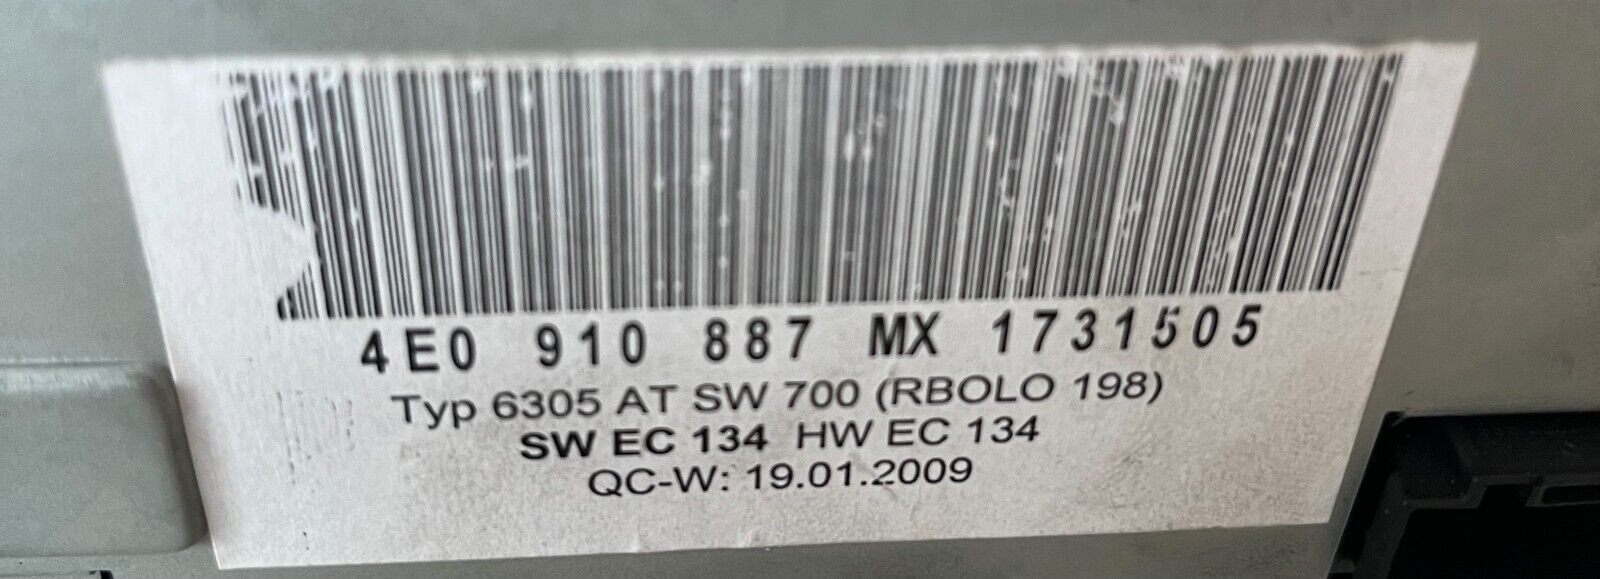 4E0 910 887 MX 1731505
Typ 6305 AT SW 700 (RBOLO 198)
SW EC 134 HW EC 134
QC-W: 19.01.2009